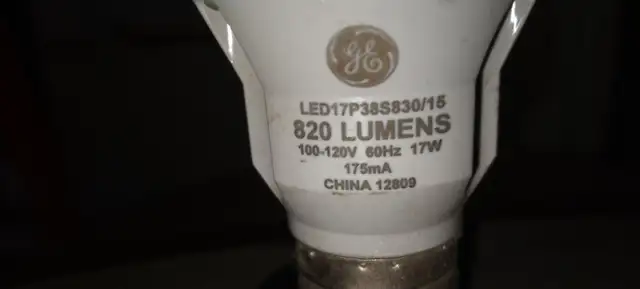 GE
LED17P38S830/15
820 LUMENS
100-120V 60Hz 17W
175mA
CHINA 12809